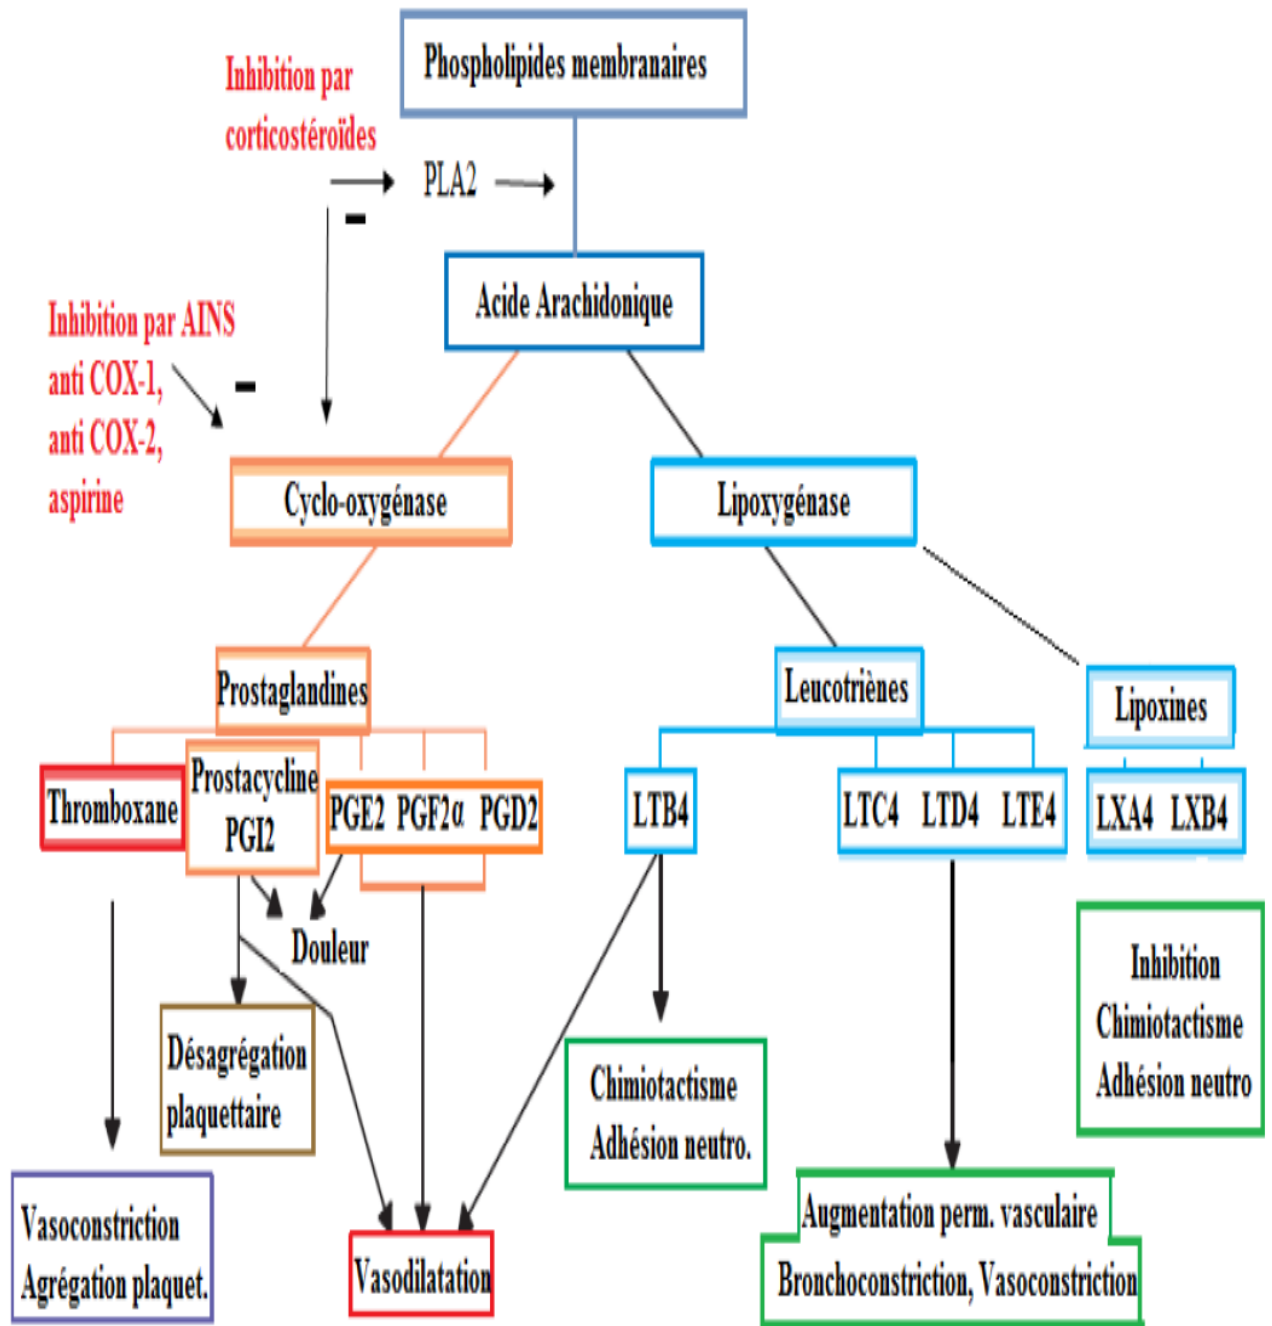 Phospholipides membranaires
Inhibition par
corticostéroïdes
PLA2
Acide Arachidonique
Inhibition par AINS
anti COX-1,
anti COX-2,
aspirine
Cyclo-oxygénase
Lipoxygénase
Prostaglandines
Leucotriènes
Lipoxines
Thromboxane
Prostacycline
PGI2
PGE2 PGF2α PGD2
LTB4
LTC4 LTD4 LTE4
LXA4 LXB4
Douleur
Désagrégation
plaquettaire
Chimiotactisme
Adhésion neutro.
Inhibition
Chimiotactisme
Adhésion neutro
Vasoconstriction
Agrégation plaquet.
Vasodilatation
Augmentation perm. vasculaire
Bronchoconstriction, Vasoconstriction